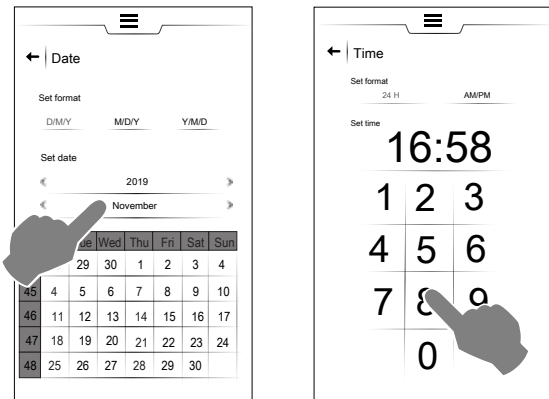 Date
Set format
D/M/Y M/D/Y Y/M/D
Set date
2019
November
Wed Thu Fri Sat Sun
29 30 1 2 3 4
45 4 5 6 7 8 9 10
46 11 12 13 14 15 16 17
47 18 19 20 21 22 23 24
48 25 26 27 28 29 30
Time
Set format
24 H AM/PM
Set time
16:58
1 2 3
4 5 6
7 8 9
0